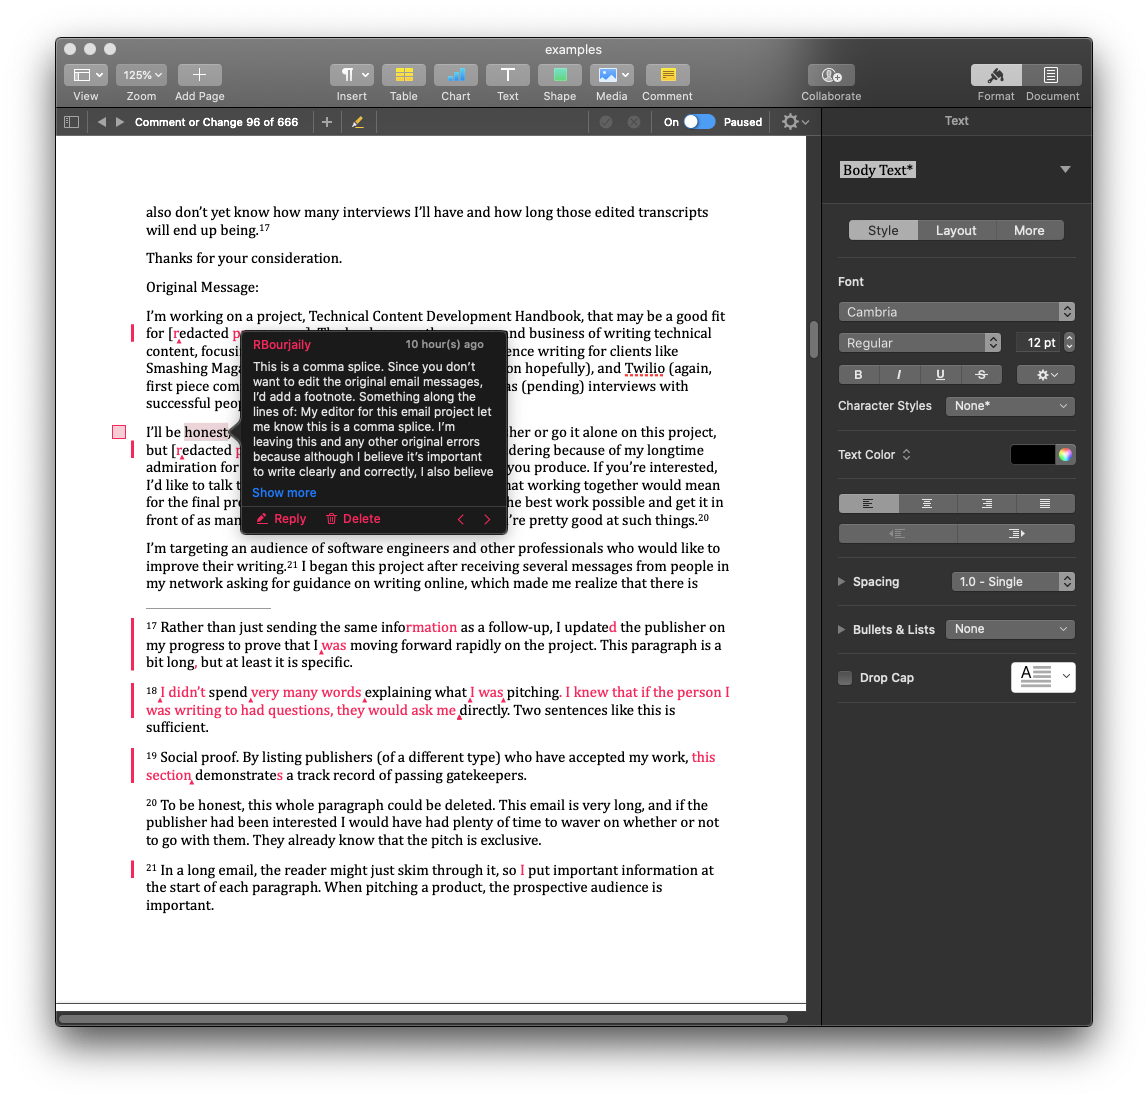 examples
125%
View Zoom Add Page Insert Table Chart Text Shape Media Comment Collaborate Format Document
Comment or Change 96 of 666 On Paused
Text
Body Text*
Style Layout More
Font
Cambria
Regular 12 pt
B I U S
Character Styles None*
Text Color
Spacing 1.0 - Single
Bullets & Lists None
Drop Cap
A
also don’t yet know how many interviews I’ll have and how long those edited transcripts
will end up being.17
Thanks for your consideration.
Original Message:
I’m working on a project, Technical Content Development Handbook, that may be a good fit
for [redacted p and business of writing technical
content, focusi ence writing for clients like
Smashing Maga on hopefully), and Twilio (again,
first piece com as (pending) interviews with
successful peop
I’ll be honest, her or go it alone on this project,
but [redacted p dering because of my longtime
admiration for you produce. If you’re interested,
I’d like to talk t hat working together would mean
for the final pro he best work possible and get it in
front of as man ’re pretty good at such things.20
RBourjaily 10 hour(s) ago
This is a comma splice. Since you don’t
want to edit the original email messages,
I’d add a footnote. Something along the
lines of: My editor for this email project let
me know this is a comma splice. I’m
leaving this and any other original errors
because although I believe it’s important
to write clearly and correctly, I also believe
Show more
Reply Delete
I’m targeting an audience of software engineers and other professionals who would like to
improve their writing.21 I began this project after receiving several messages from people in
my network asking for guidance on writing online, which made me realize that there is
17 Rather than just sending the same information as a follow-up, I updated the publisher on
my progress to prove that I was moving forward rapidly on the project. This paragraph is a
bit long, but at least it is specific.
18 I didn’t spend very many words explaining what I was pitching. I knew that if the person I
was writing to had questions, they would ask me directly. Two sentences like this is
sufficient.
19 Social proof. By listing publishers (of a different type) who have accepted my work, this
section demonstrates a track record of passing gatekeepers.
20 To be honest, this whole paragraph could be deleted. This email is very long, and if the
publisher had been interested I would have had plenty of time to waver on whether or not
to go with them. They already know that the pitch is exclusive.
21 In a long email, the reader might just skim through it, so I put important information at
the start of each paragraph. When pitching a product, the prospective audience is
important.